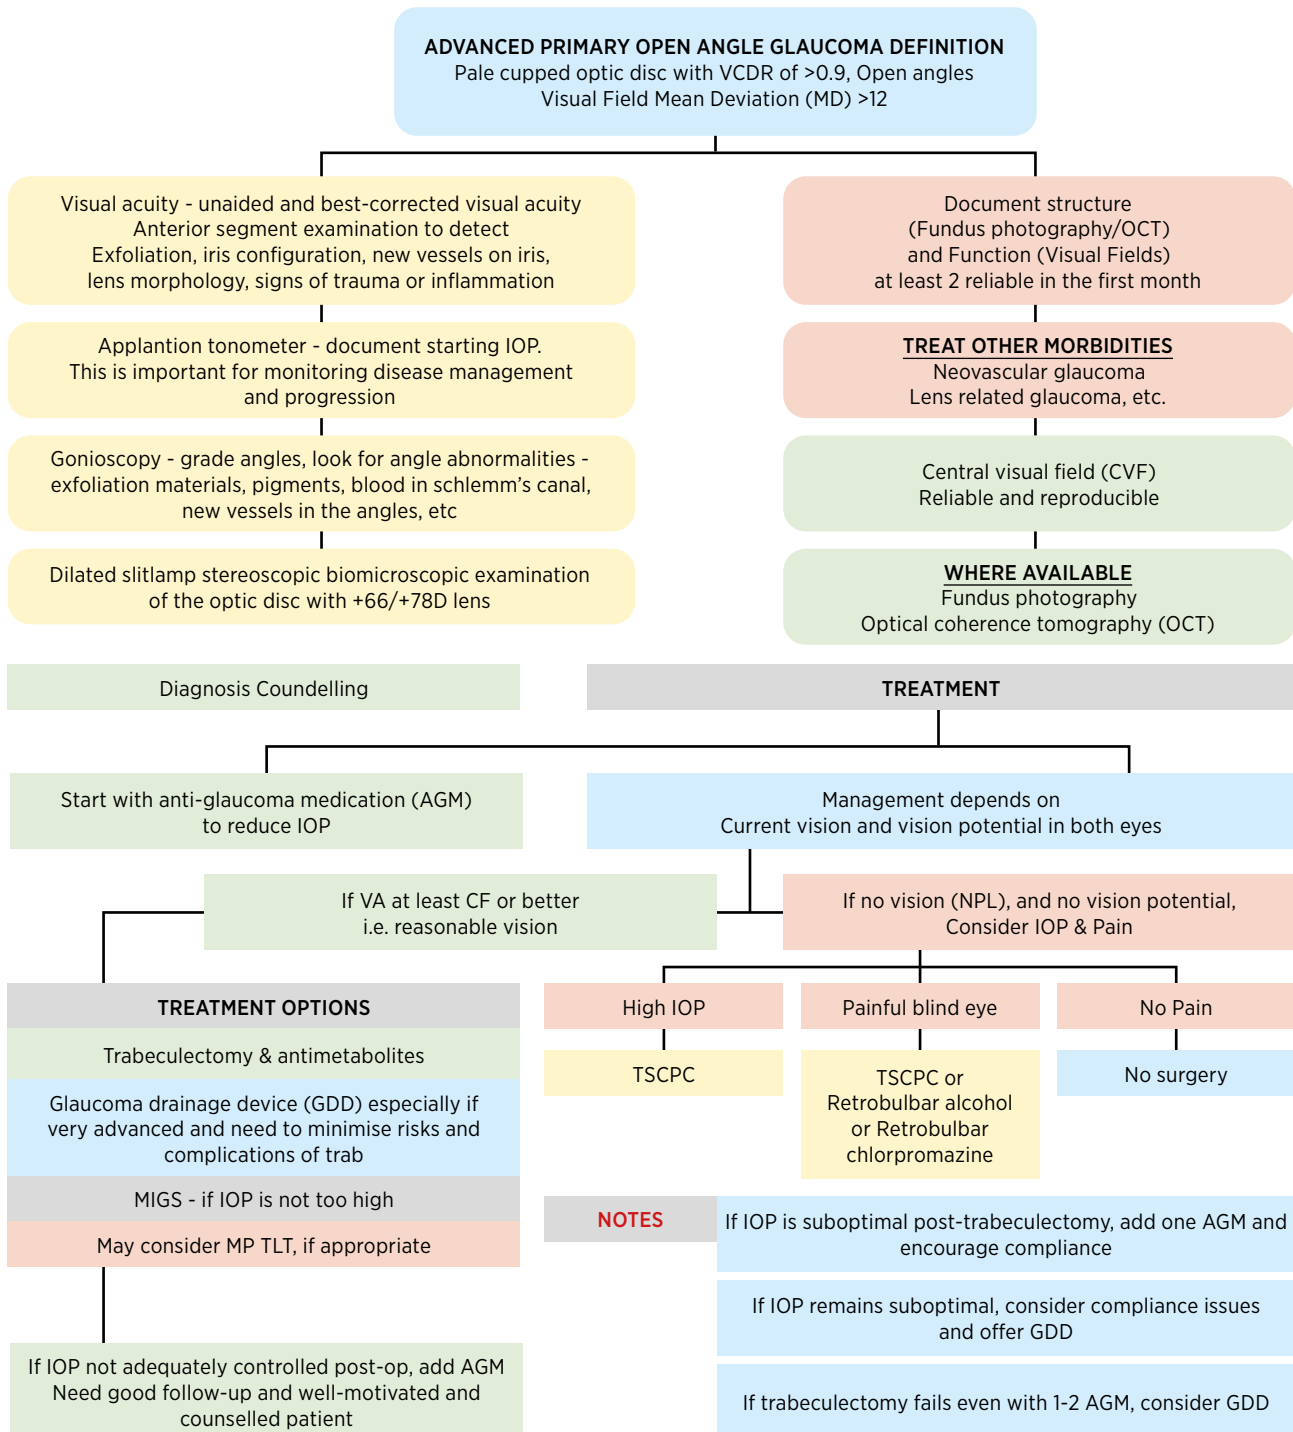 ADVANCED PRIMARY OPEN ANGLE GLAUCOMA DEFINITION
Pale cupped optic disc with VCDR of >0.9, Open angles
Visual Field Mean Deviation (MD) >12
Visual acuity - unaided and best-corrected visual acuity
Anterior segment examination to detect
Exfoliation, iris configuration, new vessels on iris,
lens morphology, signs of trauma or inflammation
Applantion tonometer - document starting IOP.
This is important for monitoring disease management
and progression
Gonioscopy - grade angles, look for angle abnormalities -
exfoliation materials, pigments, blood in schlemm's canal,
new vessels in the angles, etc
Dilated slitlamp stereoscopic biomicroscopic examination
of the optic disc with +66/+78D lens
Document structure
(Fundus photography/OCT)
and Function (Visual Fields)
at least 2 reliable in the first month
TREAT OTHER MORBIDITIES
Neovascular glaucoma
Lens related glaucoma, etc.
Central visual field (CVF)
Reliable and reproducible
WHERE AVAILABLE
Fundus photography
Optical coherence tomography (OCT)
Diagnosis Coundelling
TREATMENT
Start with anti-glaucoma medication (AGM)
to reduce IOP
Management depends on
Current vision and vision potential in both eyes
If VA at least CF or better
i.e. reasonable vision
If no vision (NPL), and no vision potential,
Consider IOP & Pain
TREATMENT OPTIONS
Trabeculectomy & antimetabolites
Glaucoma drainage device (GDD) especially if
very advanced and need to minimise risks and
complications of trab
MIGS - if IOP is not too high
May consider MP TLT, if appropriate
If IOP not adequately controlled post-op, add AGM
Need good follow-up and well-motivated and
counselled patient
High IOP
TSCPC
Painful blind eye
TSCPC or
Retrobulbar alcohol
or Retrobulbar
chlorpromazine
No Pain
No surgery
NOTES
If IOP is suboptimal post-trabeculectomy, add one AGM and
encourage compliance
If IOP remains suboptimal, consider compliance issues
and offer GDD
If trabeculectomy fails even with 1-2 AGM, consider GDD